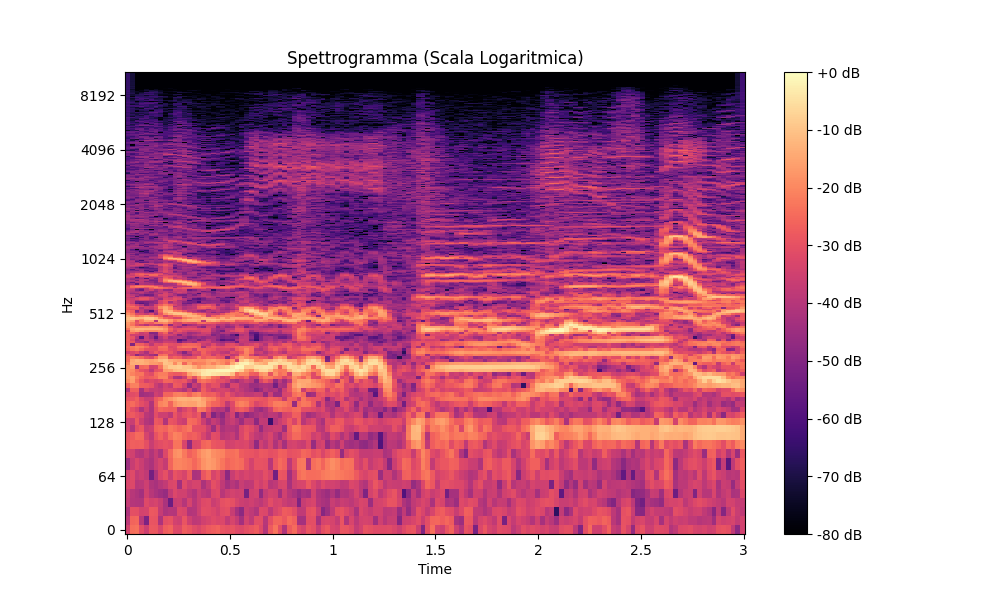 Spettrogramma (Scala Logaritmica)
Hz
8192
4096
2048
1024
512
256
128
64
0
0
0.5
1
1.5
2
2.5
3
Time
+0 dB
-10 dB
-20 dB
-30 dB
-40 dB
-50 dB
-60 dB
-70 dB
-80 dB